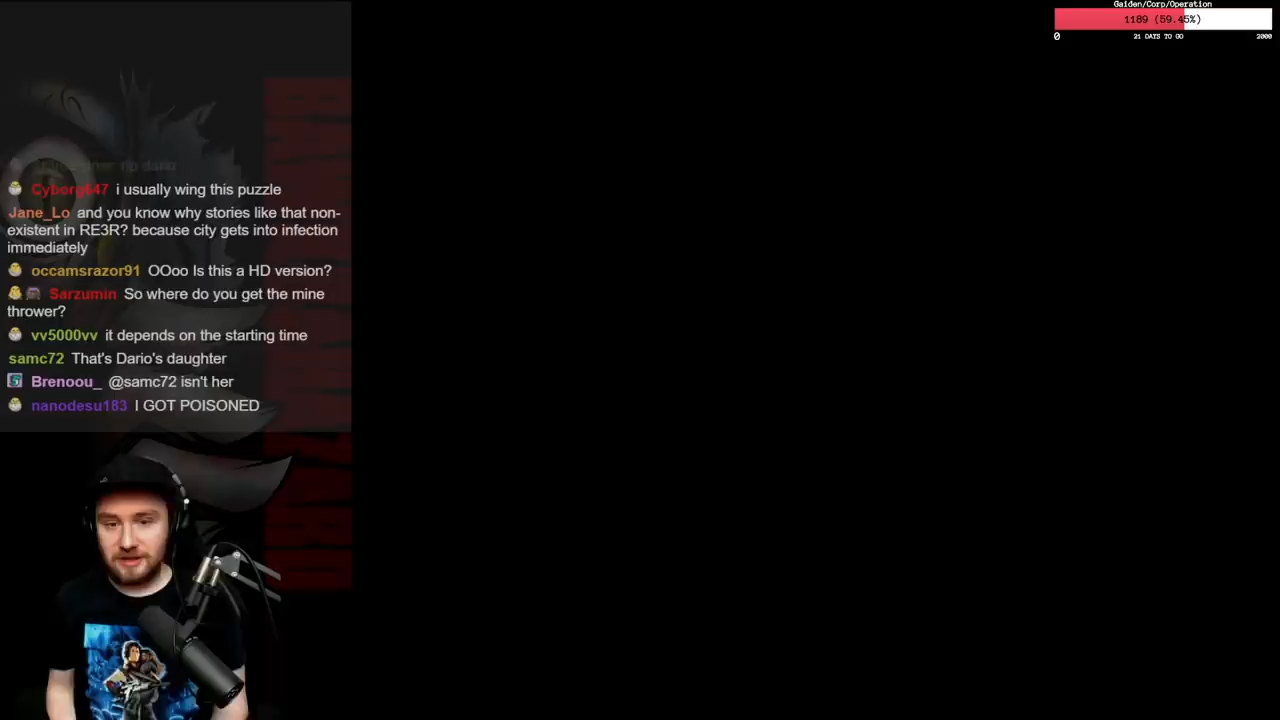 Gaiden/Corp/Operation
1189 (59.45%)
0 21 DAYS TO GO 2000
rip dario
Cyborg647 i usually wing this puzzle
Jane_Lo and you know why stories like that non-
existent in RE3R? because city gets into infection
immediately
occamsrazor91 OOoo Is this a HD version?
Sarzumin So where do you get the mine
thrower?
vv5000vv it depends on the starting time
samc72 That's Dario's daughter
Brenoou_ @samc72 isn't her
nanodesu183 I GOT POISONED